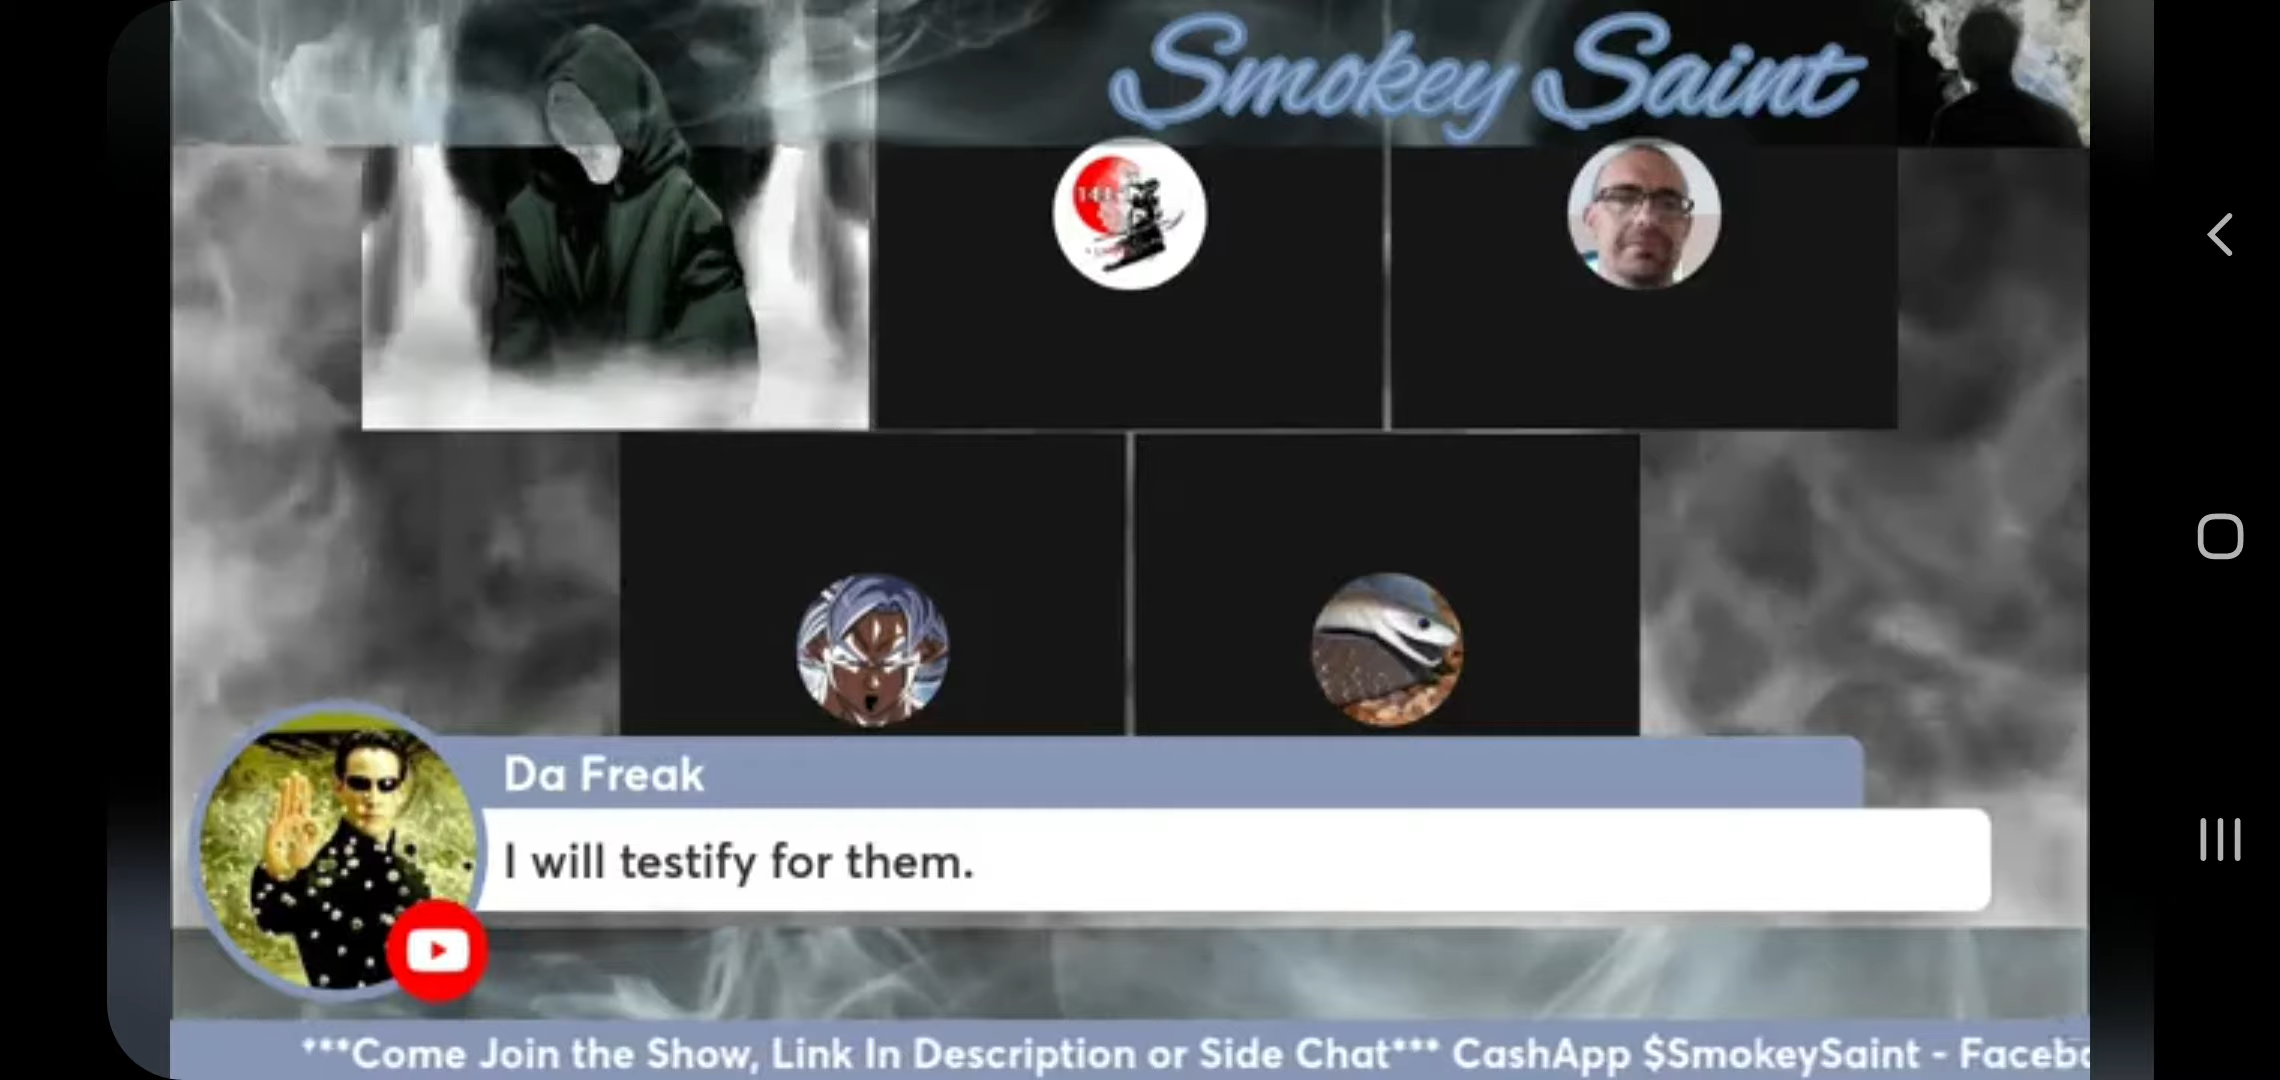 Smokey Saint
Da Freak
I will testify for them.
***Come Join the Show, Link In Description or Side Chat*** CashApp $SmokeySaint - Faceb